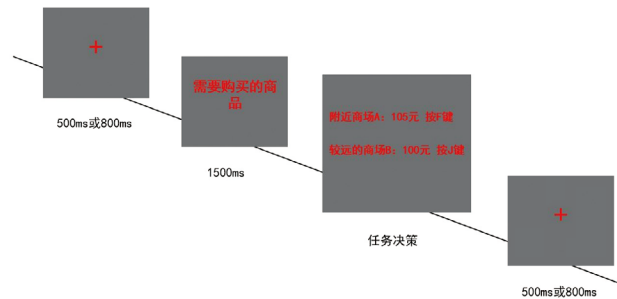 +
500ms或800ms
需要购买的商
品
1500ms
附近商场A：105元 按F键
较远的商场B：100元 按J键
任务决策
+
500ms或800ms